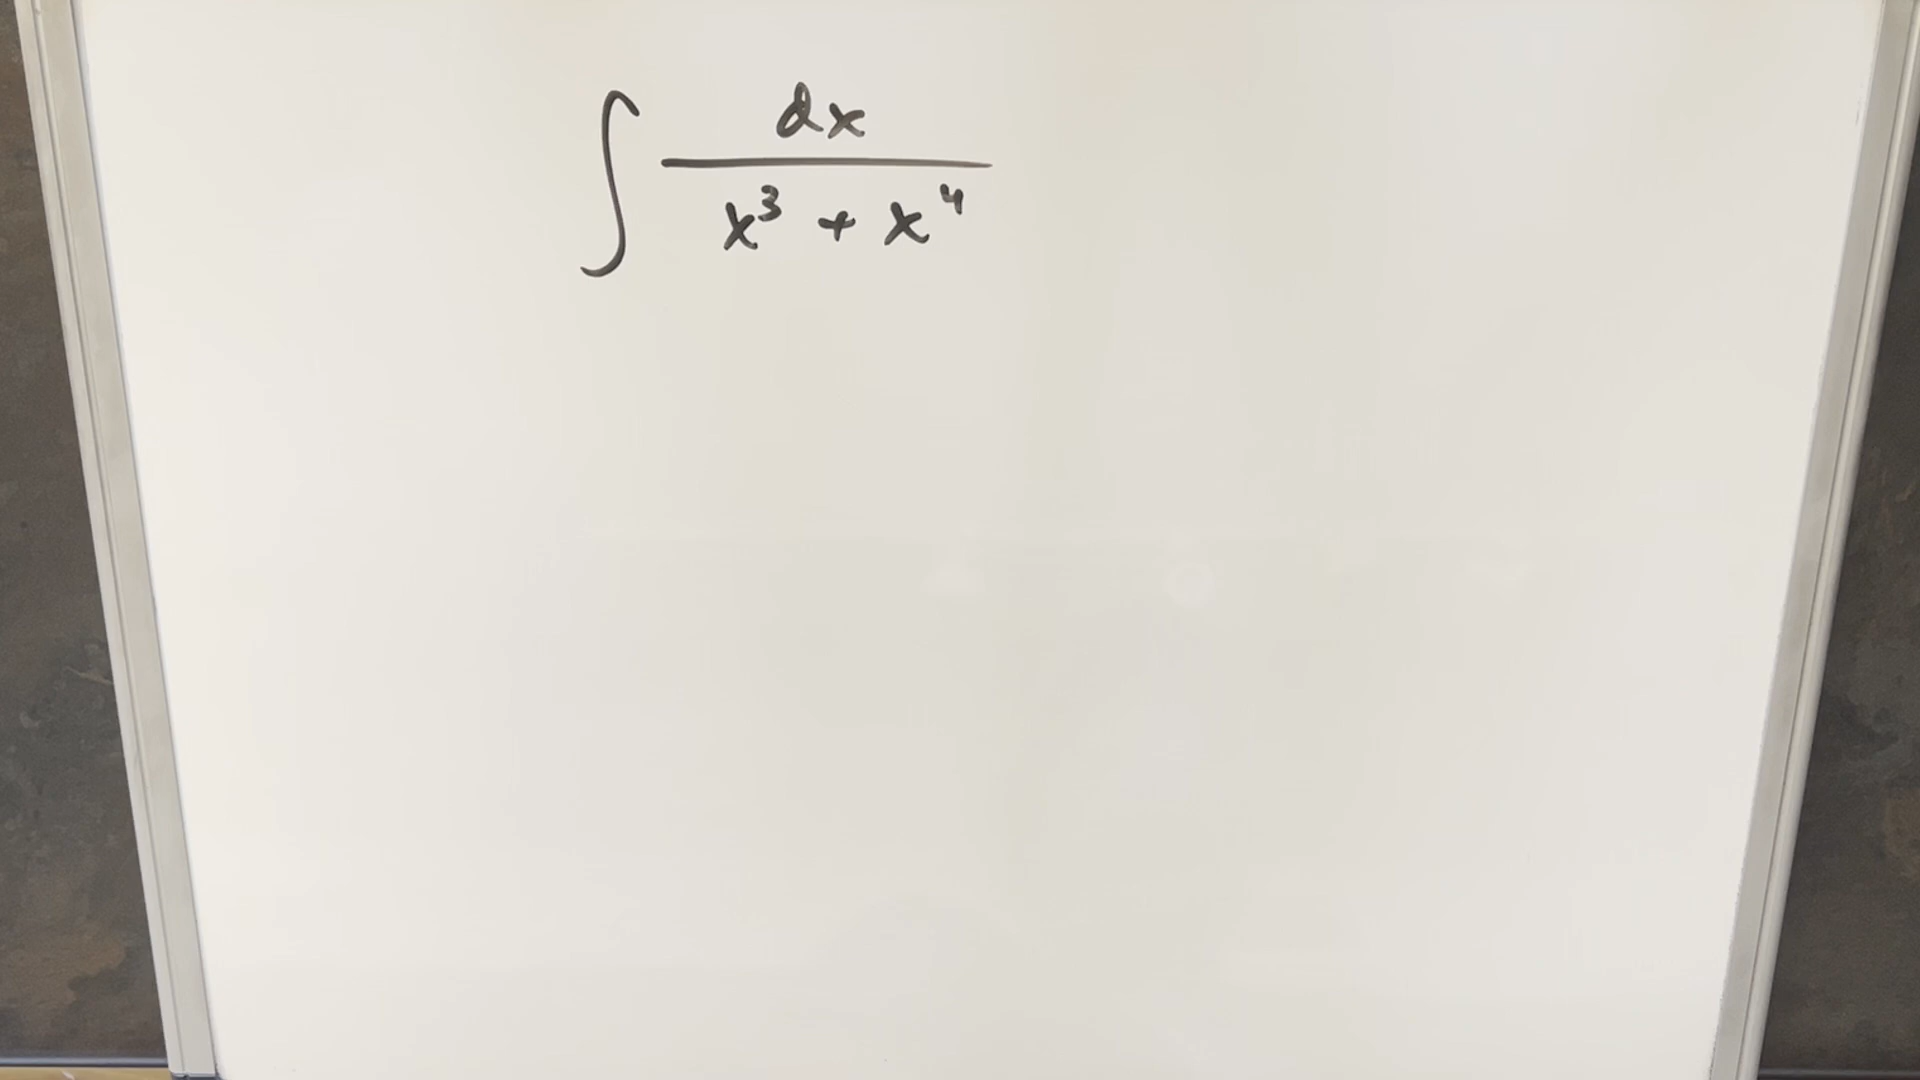 ∫ dx / (x³ + x⁴)